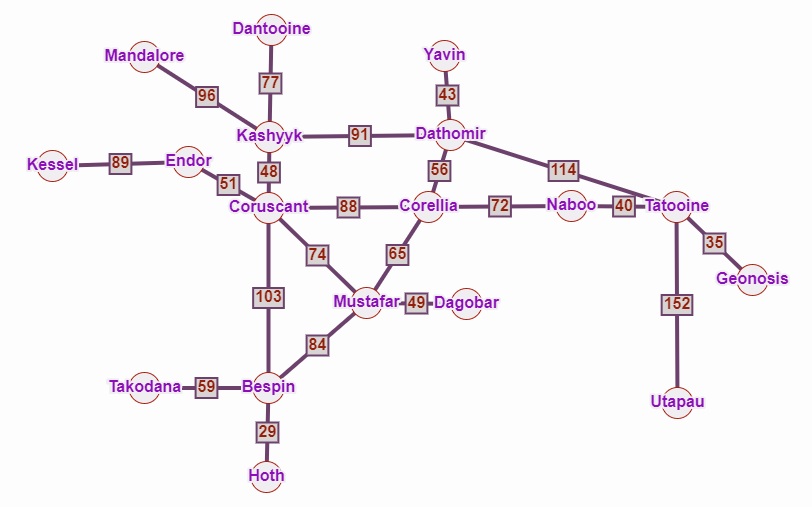 Dantooine
Mandalore
Yavin
77
96
43
Kashyyk
91
Dathomir
Kessel
89
Endor
48
56
114
51
Coruscant
88
Corellia
72
Naboo
40
Tatooine
35
74
65
Geonosis
103
Mustafar
49
Dagobar
152
84
Takodana
59
Bespin
Utapau
29
Hoth